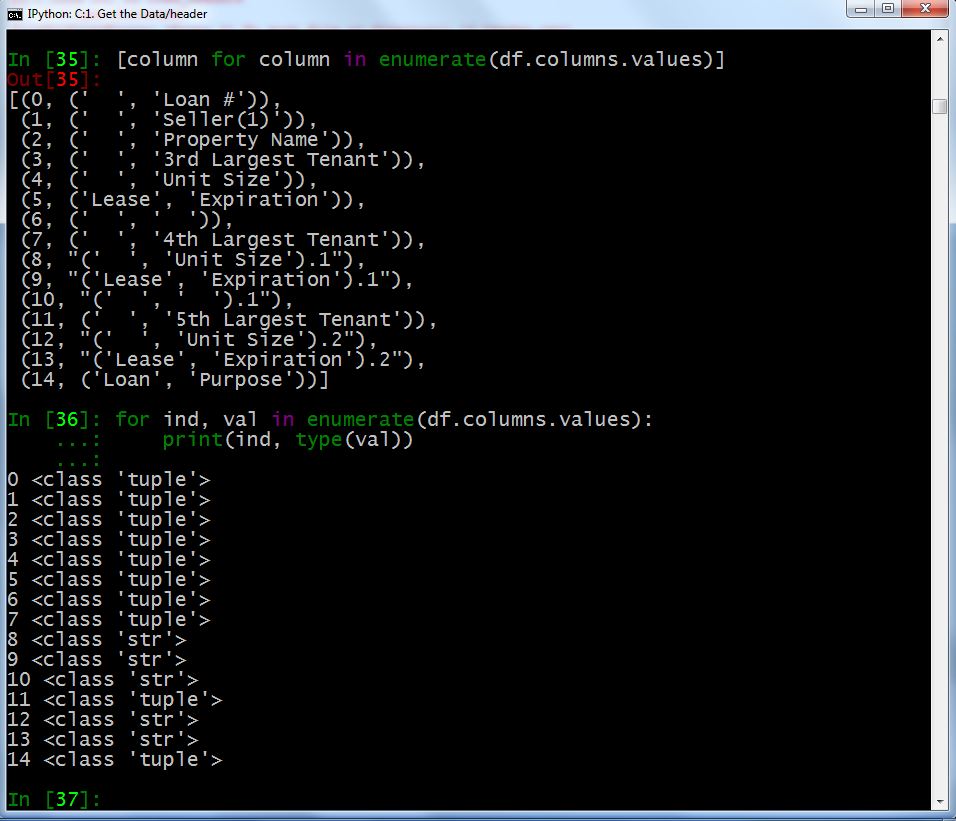 IPython: C:1. Get the Data/header
In [35]: [column for column in enumerate(df.columns.values)]
Out[35]:
[(0, ('  ', 'Loan #')),
 (1, ('  ', 'Seller(1)')),
 (2, ('  ', 'Property Name')),
 (3, ('  ', '3rd Largest Tenant')),
 (4, ('  ', 'Unit Size')),
 (5, ('Lease', 'Expiration')),
 (6, ('  ', '  ')),
 (7, ('  ', '4th Largest Tenant')),
 (8, "('  ', 'Unit Size').1"),
 (9, "('Lease', 'Expiration').1"),
 (10, "('  ', '  ').1"),
 (11, ('  ', '5th Largest Tenant')),
 (12, "('  ', 'Unit Size').2"),
 (13, "('Lease', 'Expiration').2"),
 (14, ('Loan', 'Purpose'))]
In [36]: for ind, val in enumerate(df.columns.values):
    ...:     print(ind, type(val))
    ...:
0 <class 'tuple'>
1 <class 'tuple'>
2 <class 'tuple'>
3 <class 'tuple'>
4 <class 'tuple'>
5 <class 'tuple'>
6 <class 'tuple'>
7 <class 'tuple'>
8 <class 'str'>
9 <class 'str'>
10 <class 'str'>
11 <class 'tuple'>
12 <class 'str'>
13 <class 'str'>
14 <class 'tuple'>
In [37]: